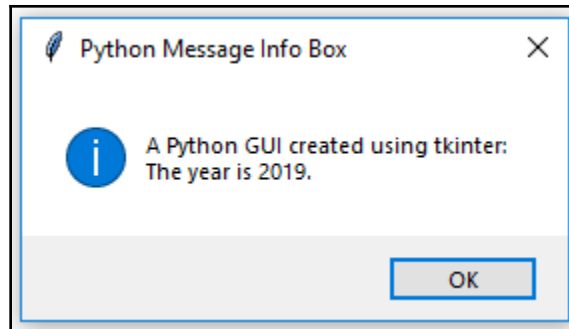 Python Message Info Box
A Python GUI created using tkinter:
The year is 2019.
OK